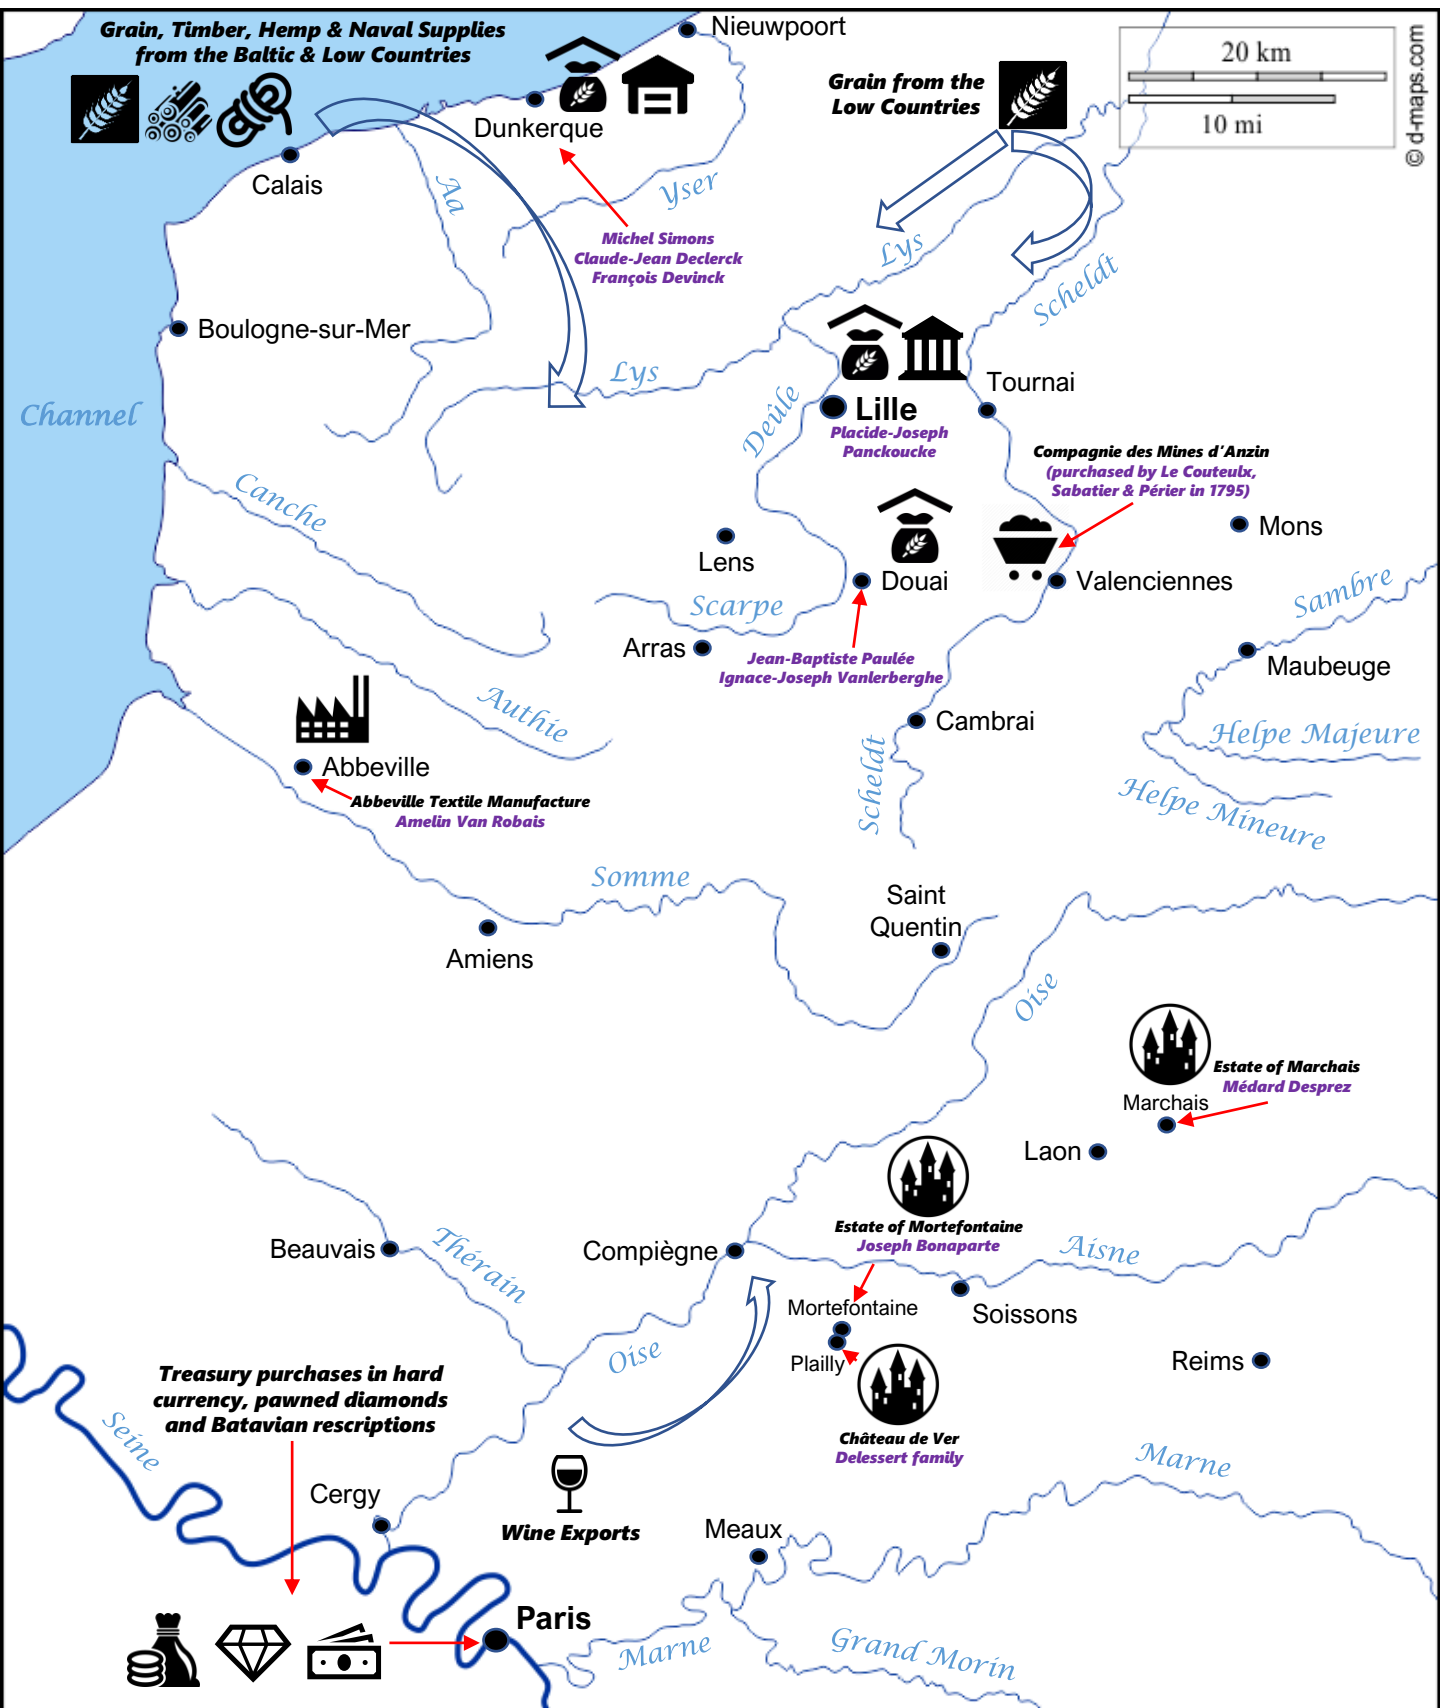 Grain, Timber, Hemp & Naval Supplies
from the Baltic & Low Countries
Nieuwpoort
Grain from the
Low Countries
20 km
10 mi
© d-maps.com
Dunkerque
Calais
Aa
Yser
Michel Simons
Claude-Jean Declerck
François Devinck
Lys
Scheldt
Boulogne-sur-Mer
Lys
Tournai
Channel
Deûle
Lille
Placide-Joseph
Panckoucke
Compagnie des Mines d'Anzin
(purchased by Le Couteulx,
Sabatier & Périer in 1795)
Canche
Mons
Lens
Douai
Valenciennes
Scarpe
Sambre
Arras
Jean-Baptiste Paulée
Ignace-Joseph Vanlerberghe
Maubeuge
Authie
Cambrai
Helpe Majeure
Abbeville
Scheldt
Helpe Mineure
Abbeville Textile Manufacture
Amelin Van Robais
Somme
Saint
Quentin
Amiens
Oise
Estate of Marchais
Médard Desprez
Marchais
Laon
Estate of Mortefontaine
Joseph Bonaparte
Beauvais
Thérain
Compiègne
Aisne
Mortefontaine
Soissons
Oise
Plailly
Reims
Treasury purchases in hard
currency, pawned diamonds
and Batavian rescriptions
Seine
Château de Ver
Delessert family
Marne
Cergy
Wine Exports
Meaux
Paris
Marne
Grand Morin